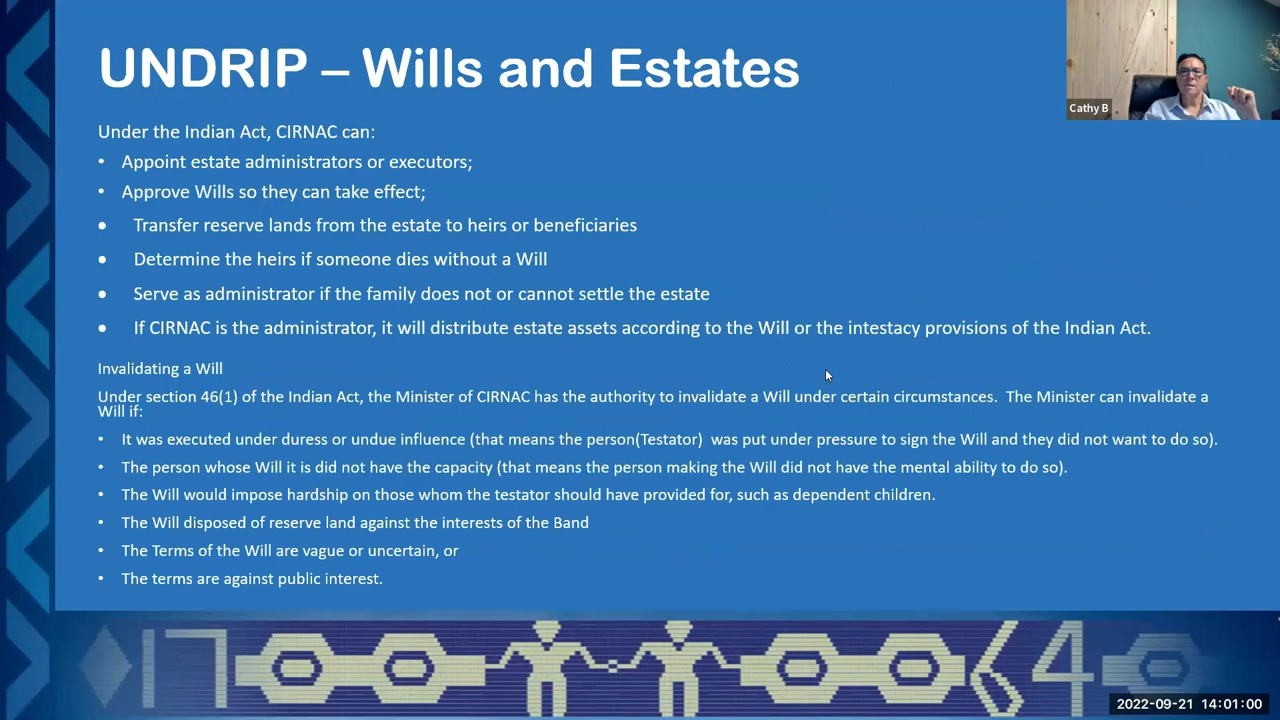 UNDRIP – Wills and Estates
Cathy B
Under the Indian Act, CIRNAC can:
• Appoint estate administrators or executors;
• Approve Wills so they can take effect;
• Transfer reserve lands from the estate to heirs or beneficiaries
• Determine the heirs if someone dies without a Will
• Serve as administrator if the family does not or cannot settle the estate
• If CIRNAC is the administrator, it will distribute estate assets according to the Will or the intestacy provisions of the Indian Act.
Invalidating a Will
Under section 46(1) of the Indian Act, the Minister of CIRNAC has the authority to invalidate a Will under certain circumstances.  The Minister can invalidate a
Will if:
• It was executed under duress or undue influence (that means the person(Testator)  was put under pressure to sign the Will and they did not want to do so).
• The person whose Will it is did not have the capacity (that means the person making the Will did not have the mental ability to do so).
• The Will would impose hardship on those whom the testator should have provided for, such as dependent children.
• The Will disposed of reserve land against the interests of the Band
• The Terms of the Will are vague or uncertain, or
• The terms are against public interest.
17 64
2022-09-21 14:01:00